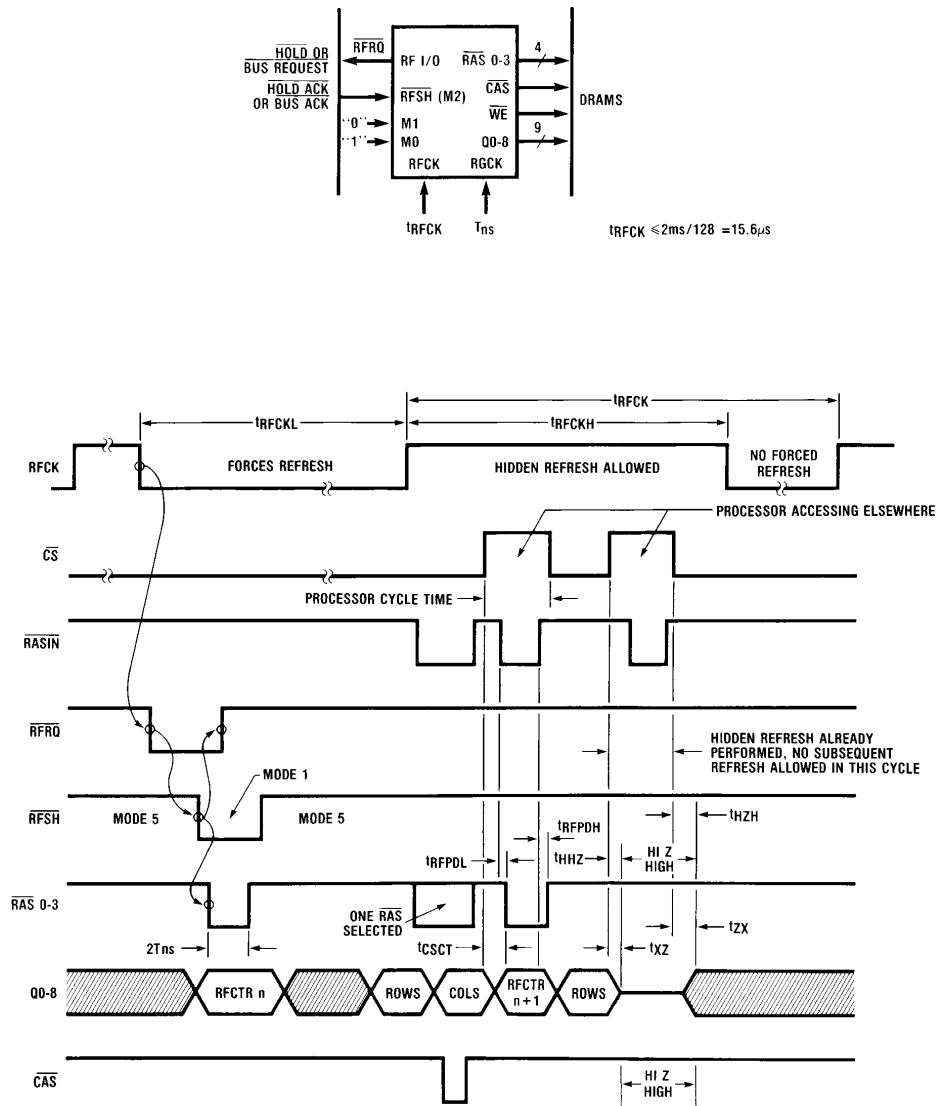 HOLD OR
BUS REQUEST
RFRQ
HOLD ACK
OR BUS ACK
"0"
"1"
RF I/O
RFSH (M2)
M1
M0
RFCK
RGCK
RAS 0-3
CAS
WE
Q0-8
4
9
DRAMS
tRFCK
Tns
tRFCK ≤2ms/128 =15.6μs
tRFCK
tRFCKL
tRFCKH
RFCK
FORCES REFRESH
HIDDEN REFRESH ALLOWED
NO FORCED
REFRESH
PROCESSOR ACCESSING ELSEWHERE
CS
PROCESSOR CYCLE TIME
RASIN
RFRQ
HIDDEN REFRESH ALREADY
PERFORMED, NO SUBSEQUENT
REFRESH ALLOWED IN THIS CYCLE
MODE 1
RFSH
MODE 5
MODE 5
tHZH
tRFPDH
tRFPDL
tHHZ
HI Z
HIGH
RAS 0-3
ONE RAS
SELECTED
2Tns
tCSCT
tXZ
tZX
Q0-8
RFCTR n
ROWS
COLS
RFCTR
n+1
ROWS
CAS
HI Z
HIGH